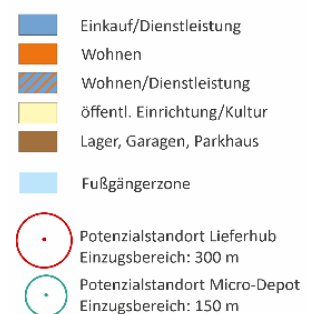 Einkauf/Dienstleistung
Wohnen
Wohnen/Dienstleistung
öffentl. Einrichtung/Kultur
Lager, Garagen, Parkhaus
Fußgängerzone
Potenzialstandort Lieferhub
Einzugsbereich: 300 m
Potenzialstandort Micro-Depot
Einzugsbereich: 150 m